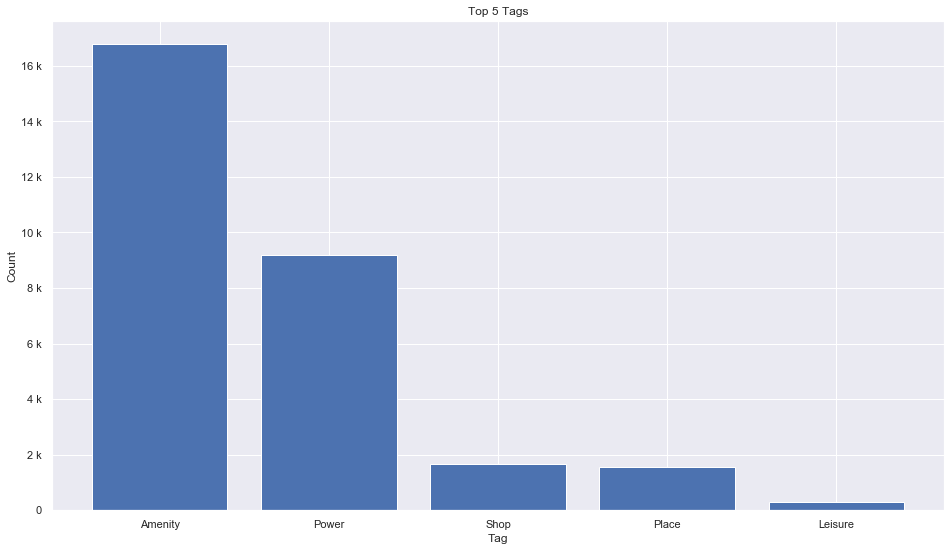 Top 5 Tags
16 k
14 k
12 k
10 k
8 k
6 k
4 k
2 k
0
Count
Amenity Power Shop Place Leisure
Tag